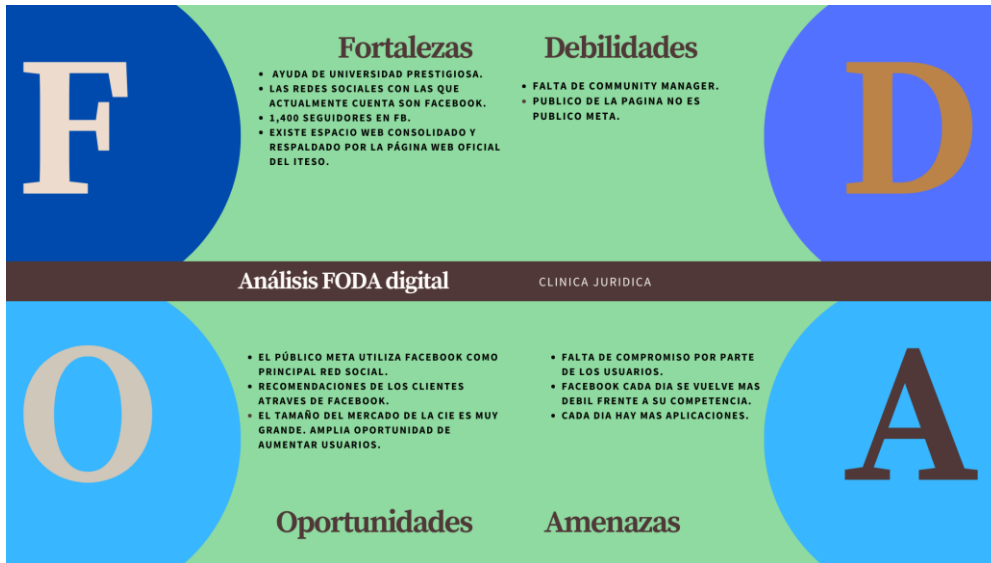 F
Fortalezas
• AYUDA DE UNIVERSIDAD PRESTIGIOSA.
• LAS REDES SOCIALES CON LAS QUE
ACTUALMENTE CUENTA SON FACEBOOK.
• 1,400 SEGUIDORES EN FB.
• EXISTE ESPACIO WEB CONSOLIDADO Y
RESPALDADO POR LA PÁGINA WEB OFICIAL
DEL ITESO.
Debilidades
• FALTA DE COMMUNITY MANAGER.
• PUBLICO DE LA PAGINA NO ES
PUBLICO META.
D
Análisis FODA digital
CLINICA JURIDICA
O
• EL PÚBLICO META UTILIZA FACEBOOK COMO
PRINCIPAL RED SOCIAL.
• RECOMENDACIONES DE LOS CLIENTES
ATRAVES DE FACEBOOK.
• EL TAMAÑO DEL MERCADO DE LA CIE ES MUY
GRANDE. AMPLIA OPORTUNIDAD DE
AUMENTAR USUARIOS.
Oportunidades
• FALTA DE COMPROMISO POR PARTE
DE LOS USUARIOS.
• FACEBOOK CADA DIA SE VUELVE MAS
DEBIL FRENTE A SU COMPETENCIA.
• CADA DIA HAY MAS APLICACIONES.
Amenazas
A